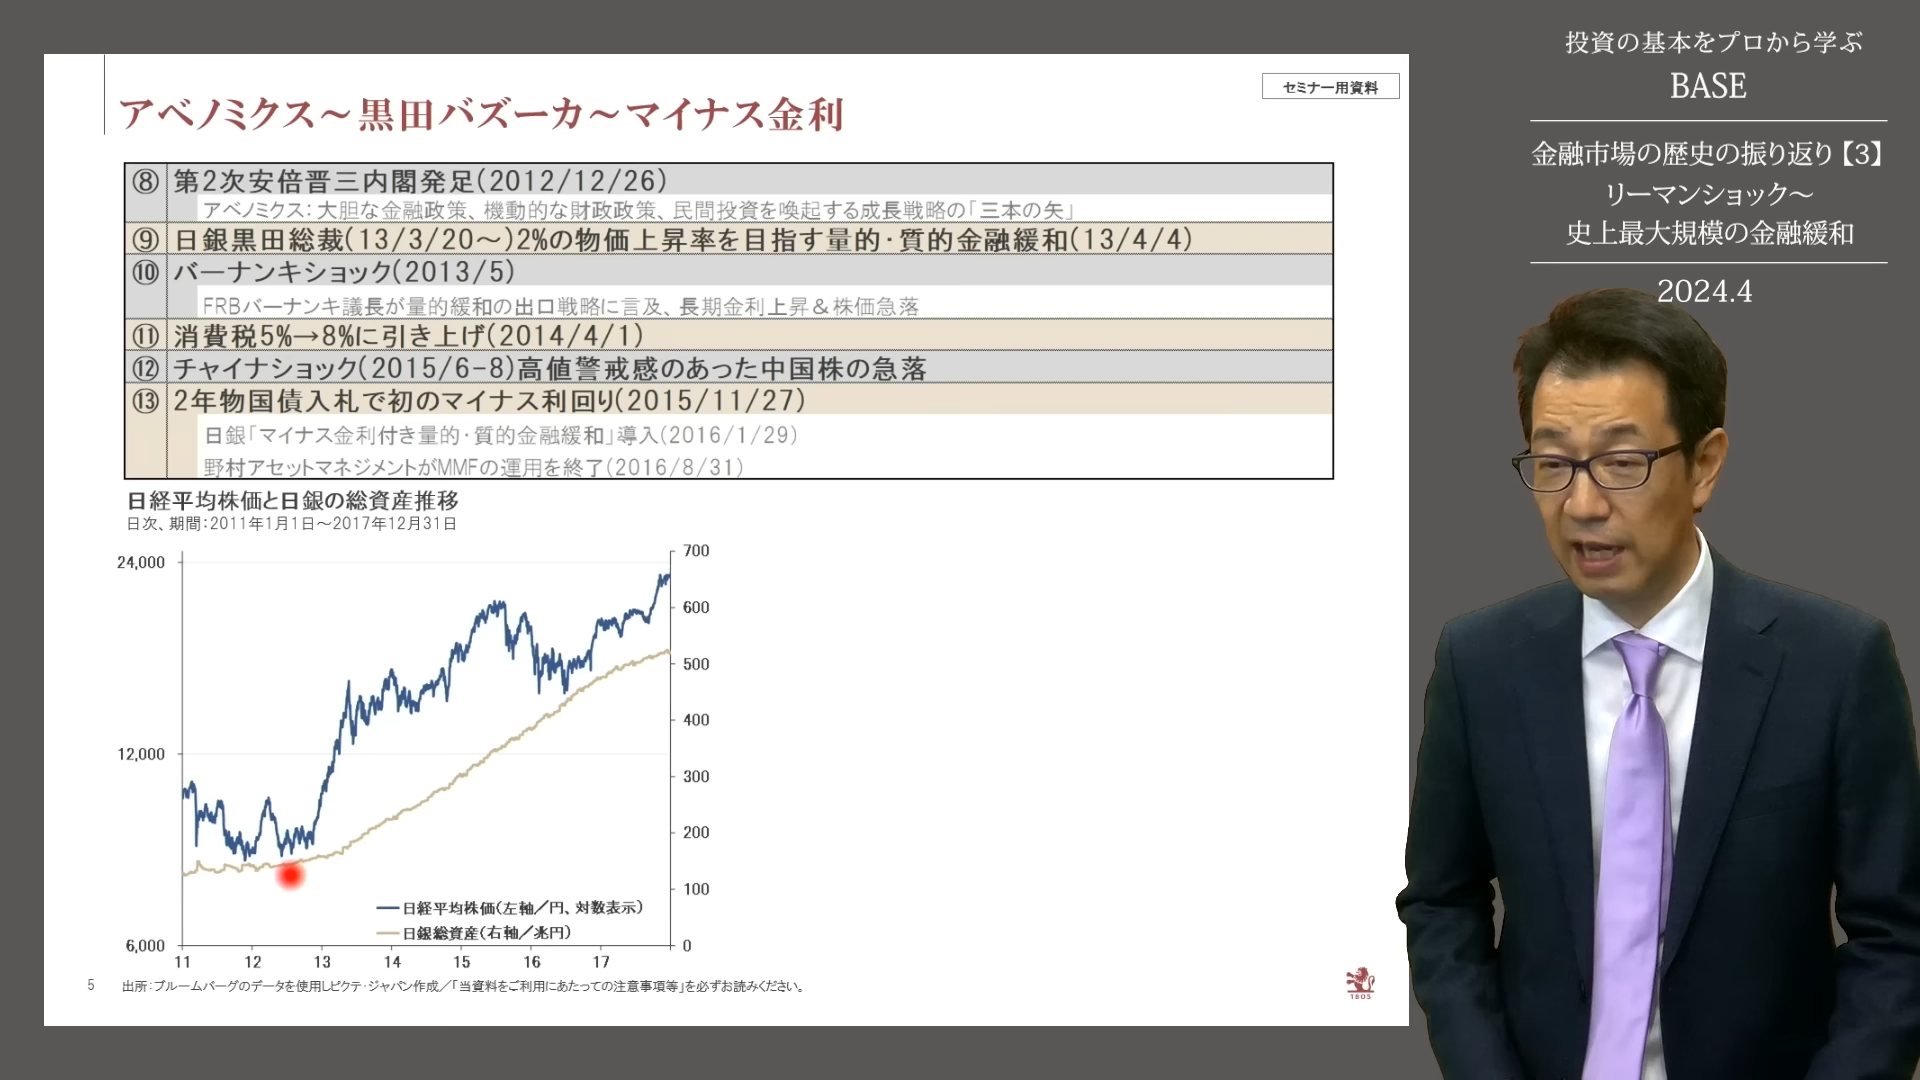 セミナー用資料
アベノミクス～黒田バズーカ～マイナス金利
⑧ 第2次安倍晋三内閣発足(2012/12/26)
アベノミクス：大胆な金融政策、機動的な財政政策、民間投資を喚起する成長戦略の「三本の矢」
⑨ 日銀黒田総裁(13/3/20～)2%の物価上昇率を目指す量的･質的金融緩和(13/4/4)
⑩ バーナンキショック(2013/5)
FRBバーナンキ議長が量的緩和の出口戦略に言及、長期金利上昇＆株価急落
⑪ 消費税5%→8%に引き上げ(2014/4/1)
⑫ チャイナショック(2015/6-8)高値警戒感のあった中国株の急落
⑬ 2年物国債入札で初のマイナス利回り(2015/11/27)
日銀「マイナス金利付き量的･質的金融緩和」導入(2016/1/29)
野村アセットマネジメントがMMFの運用を終了(2016/8/31)
日経平均株価と日銀の総資産推移
日次、期間：2011年1月1日～2017年12月31日
24,000
12,000
6,000
700
600
500
400
300
200
100
0
日経平均株価(左軸／円、対数表示)
日銀総資産(右軸／兆円)
11 12 13 14 15 16 17
5 出所：ブルームバーグのデータを使用しピクテ･ジャパン作成／「当資料をご利用にあたっての注意事項等」を必ずお読みください。
1805
投資の基本をプロから学ぶ
BASE
金融市場の歴史の振り返り【3】
リーマンショック～
史上最大規模の金融緩和
2024.4